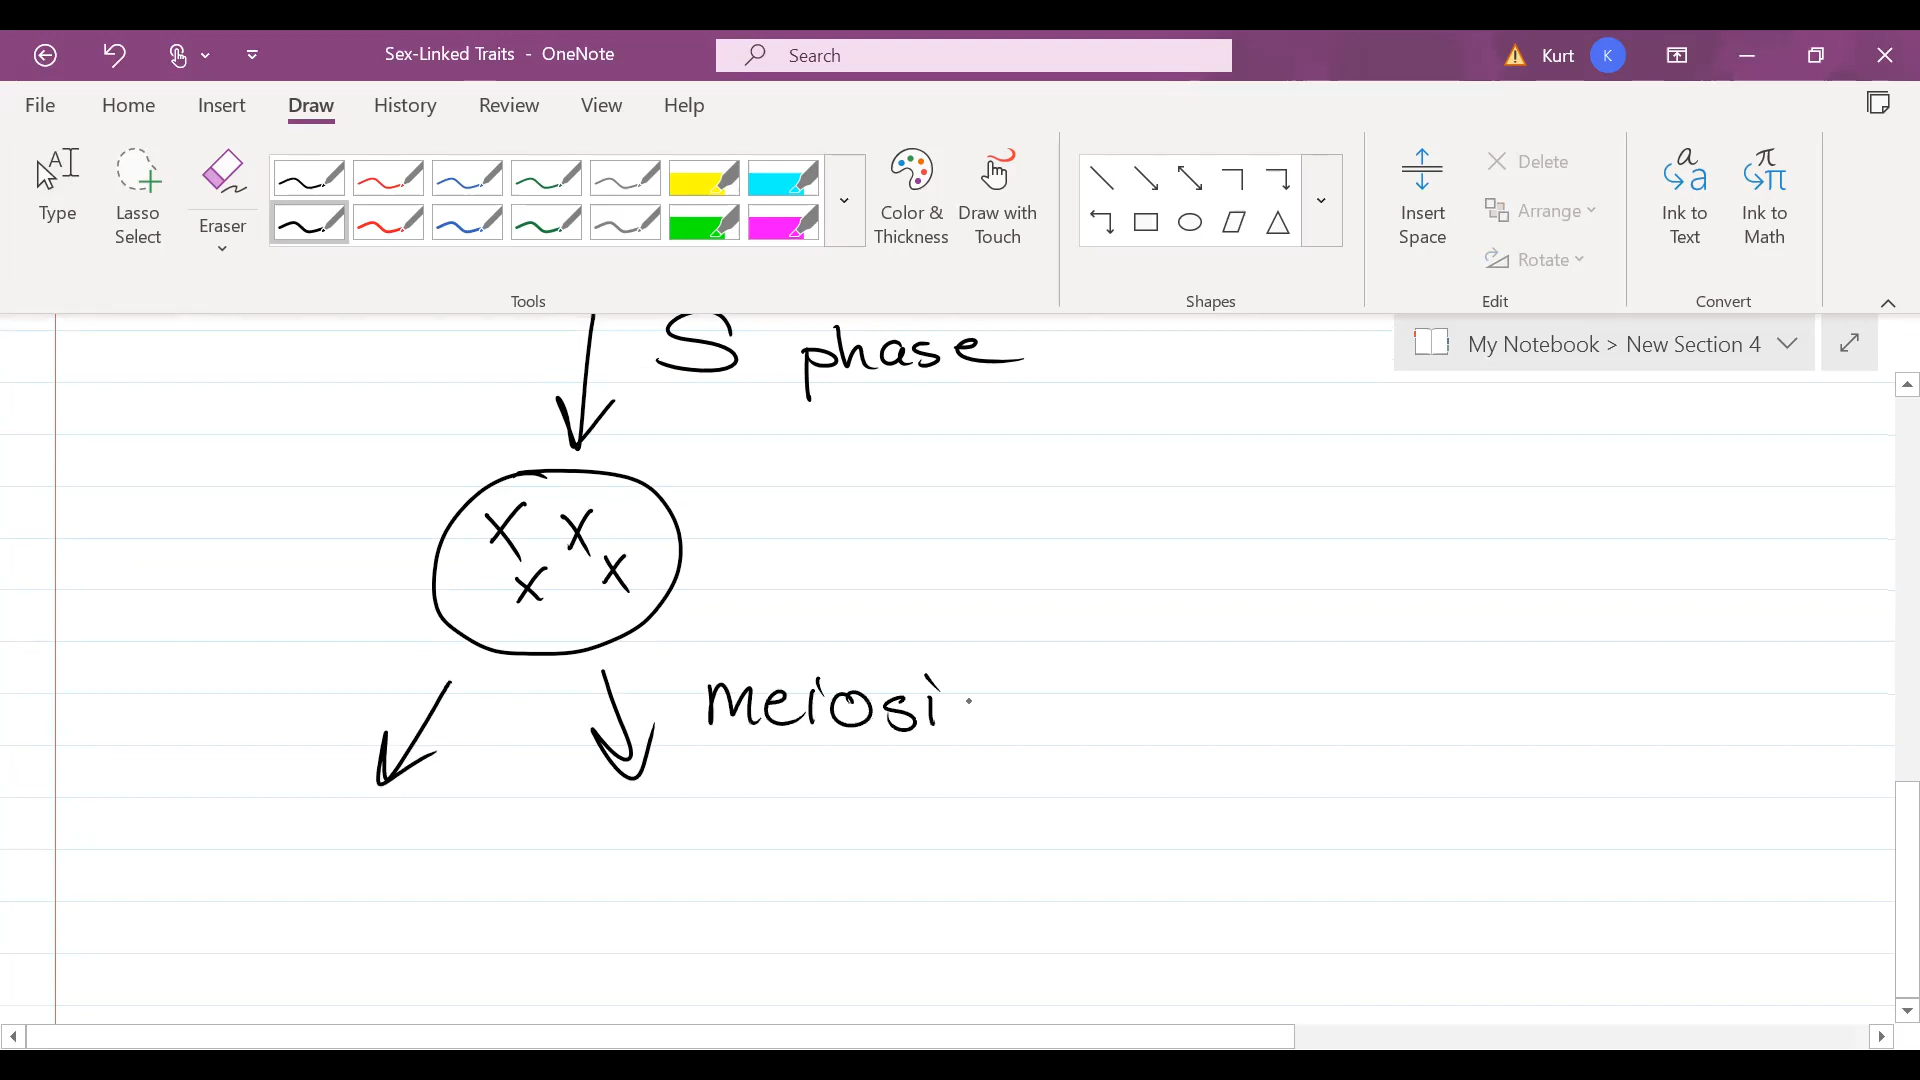 Sex-Linked Traits - OneNote
Search
Kurt
K
File Home Insert Draw History Review View Help
Type
Lasso Select
Eraser
Color & Thickness
Draw with Touch
Insert Space
Delete
Arrange
Rotate
Ink to Text
Ink to Math
Tools
Shapes
Edit
Convert
My Notebook > New Section 4
S phase
X X
X X
meiosi